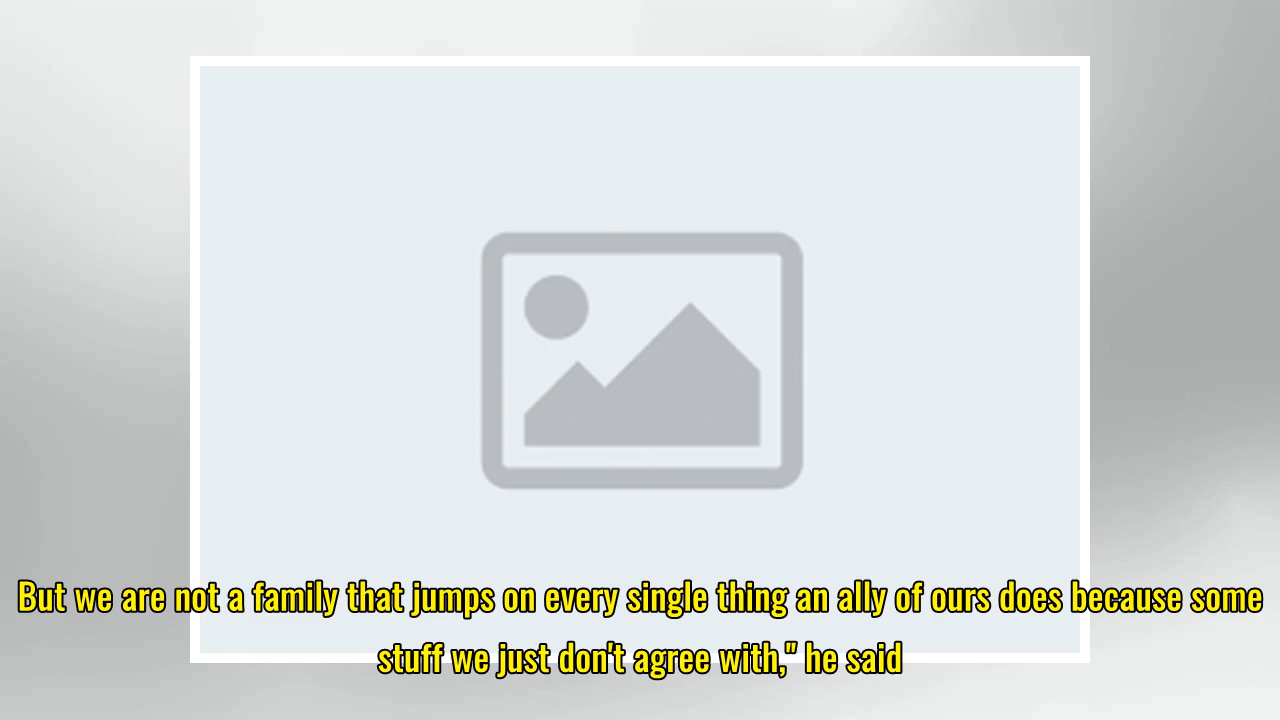 But we are not a family that jumps on every single thing an ally of ours does because some
stuff we just don't agree with," he said